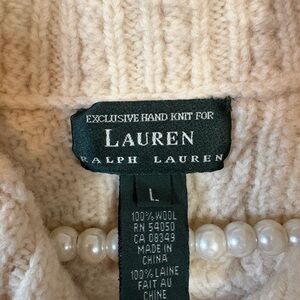 EXCLUSIVE HAND KNIT FOR
LAUREN
RALPH LAUREN
L
100% WOOL
RN 54050
CA 08349
MADE IN
CHINA
100% LAINE
FAIT AU
CHINE